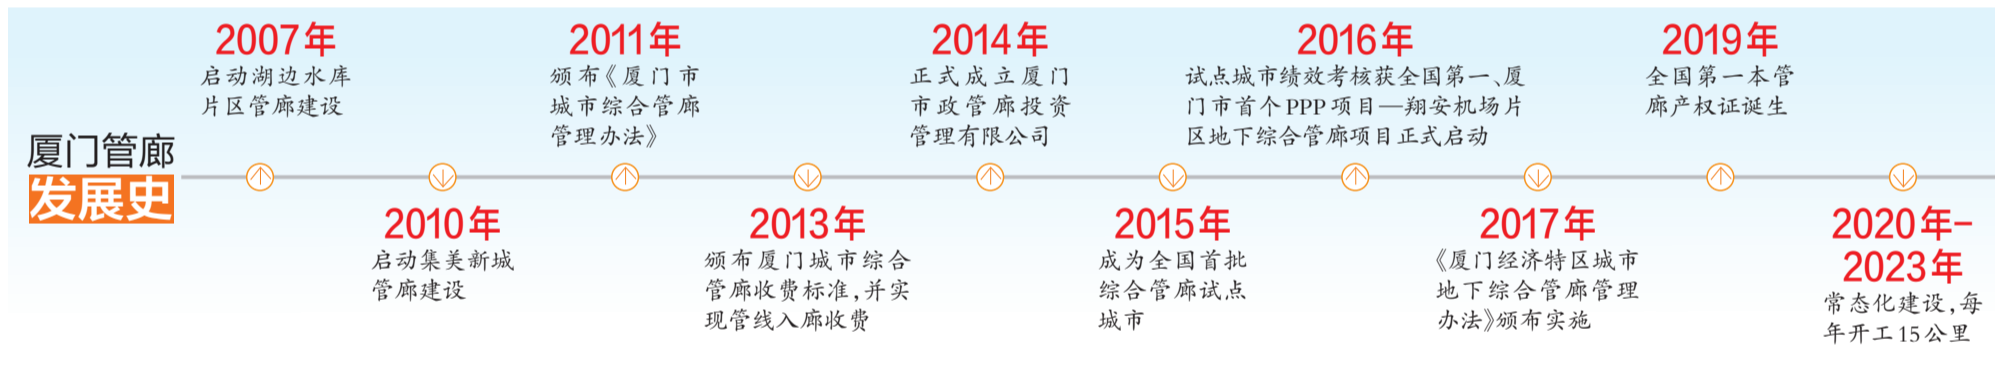 厦门管廊
发展史
2007年
启动湖边水库
片区管廊建设
2010年
启动集美新城
管廊建设
2011年
颁布《厦门市
城市综合管廊
管理办法》
2013年
颁布厦门城市综合
管廊收费标准,并实
现管线入廊收费
2014年
正式成立厦门
市政管廊投资
管理有限公司
2015年
成为全国首批
综合管廊试点
城市
2016年
试点城市绩效考核获全国第一、厦
门市首个PPP项目—翔安机场片
区地下综合管廊项目正式启动
2017年
《厦门经济特区城市
地下综合管廊管理
办法》颁布实施
2019年
全国第一本管
廊产权证诞生
2020年-
2023年
常态化建设,每
年开工15公里